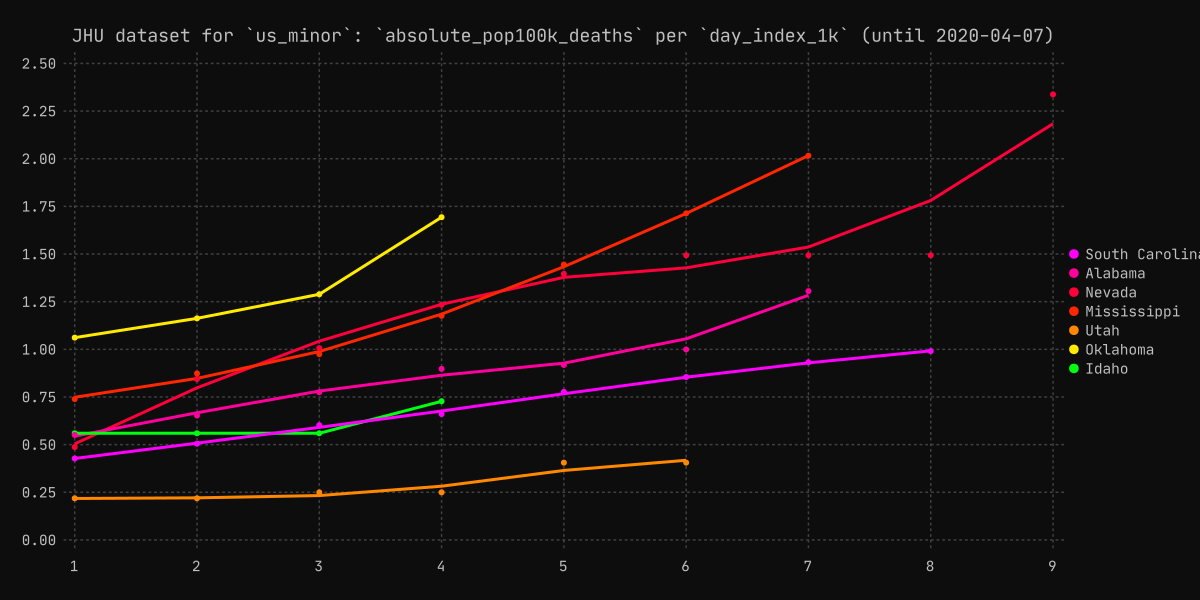 JHU dataset for `us_minor`: `absolute_pop100k_deaths` per `day_index_1k` (until 2020-04-07)
2.50
2.25
2.00
1.75
1.50
1.25
1.00
0.75
0.50
0.25
0.00
1 2 3 4 5 6 7 8 9
South Carolina
Alabama
Nevada
Mississippi
Utah
Oklahoma
Idaho